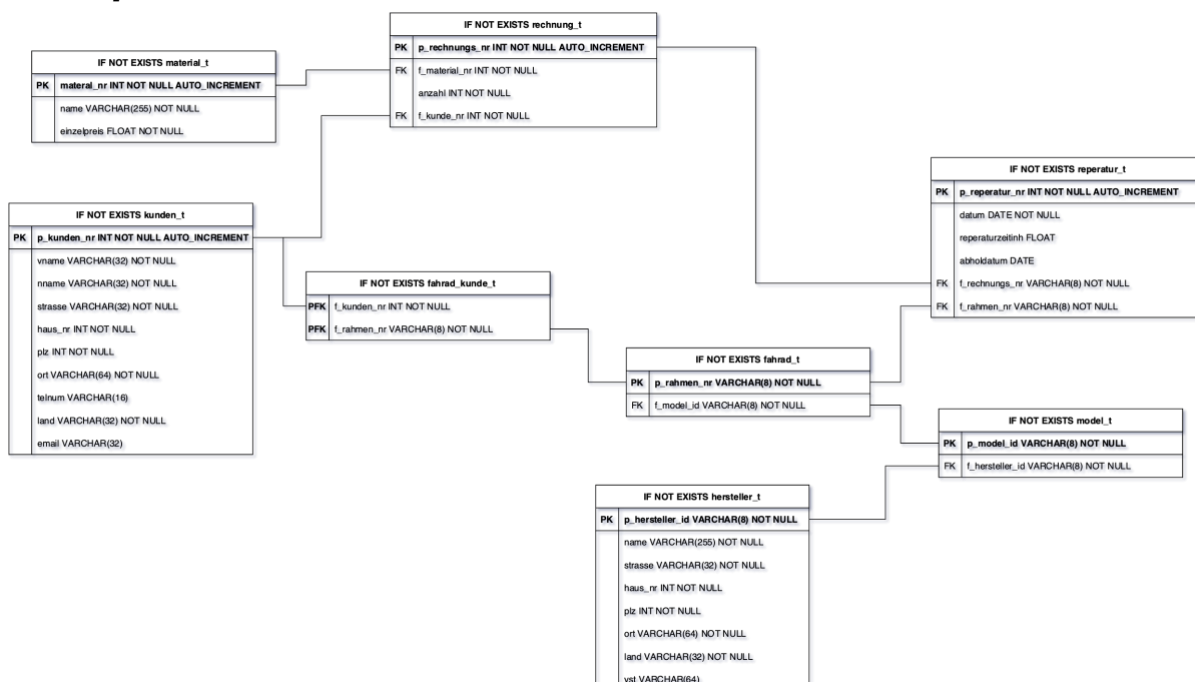 IF NOT EXISTS rechnung_t
PK p_rechnungs_nr INT NOT NULL AUTO_INCREMENT
FK f_material_nr INT NOT NULL
anzahl INT NOT NULL
FK f_kunde_nr INT NOT NULL
IF NOT EXISTS material_t
PK materal_nr INT NOT NULL AUTO_INCREMENT
name VARCHAR(255) NOT NULL
einzelpreis FLOAT NOT NULL
IF NOT EXISTS reperatur_t
PK p_reperatur_nr INT NOT NULL AUTO_INCREMENT
datum DATE NOT NULL
reperaturzeitinh FLOAT
abholdatum DATE
FK f_rechnungs_nr VARCHAR(8) NOT NULL
FK f_rahmen_nr VARCHAR(8) NOT NULL
IF NOT EXISTS kunden_t
PK p_kunden_nr INT NOT NULL AUTO_INCREMENT
vname VARCHAR(32) NOT NULL
nname VARCHAR(32) NOT NULL
strasse VARCHAR(32) NOT NULL
haus_nr INT NOT NULL
plz INT NOT NULL
ort VARCHAR(64) NOT NULL
telnum VARCHAR(16)
land VARCHAR(32) NOT NULL
email VARCHAR(32)
IF NOT EXISTS fahrad_kunde_t
PFK f_kunden_nr INT NOT NULL
PFK f_rahmen_nr VARCHAR(8) NOT NULL
IF NOT EXISTS fahrad_t
PK p_rahmen_nr VARCHAR(8) NOT NULL
FK f_model_id VARCHAR(8) NOT NULL
IF NOT EXISTS model_t
PK p_model_id VARCHAR(8) NOT NULL
FK f_hersteller_id VARCHAR(8) NOT NULL
IF NOT EXISTS hersteller_t
PK p_hersteller_id VARCHAR(8) NOT NULL
name VARCHAR(255) NOT NULL
strasse VARCHAR(32) NOT NULL
haus_nr INT NOT NULL
plz INT NOT NULL
ort VARCHAR(64) NOT NULL
land VARCHAR(32) NOT NULL
vst VARCHAR(64)